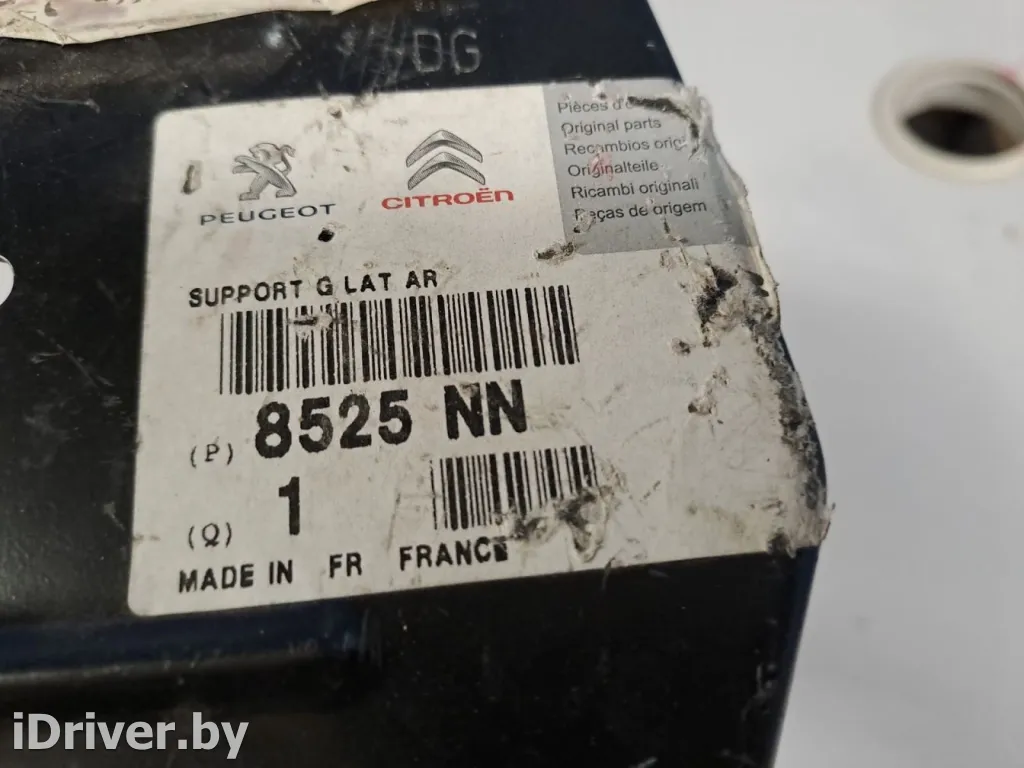 DG
Pièces
Original parts
Recambios
Originalteile
Ricambi originali
Peças de origem
PEUGEOT
CITROËN
SUPPORT G LAT AR
(P) 8525 NN
(Q) 1
MADE IN FR FRANCE
iDriver.by